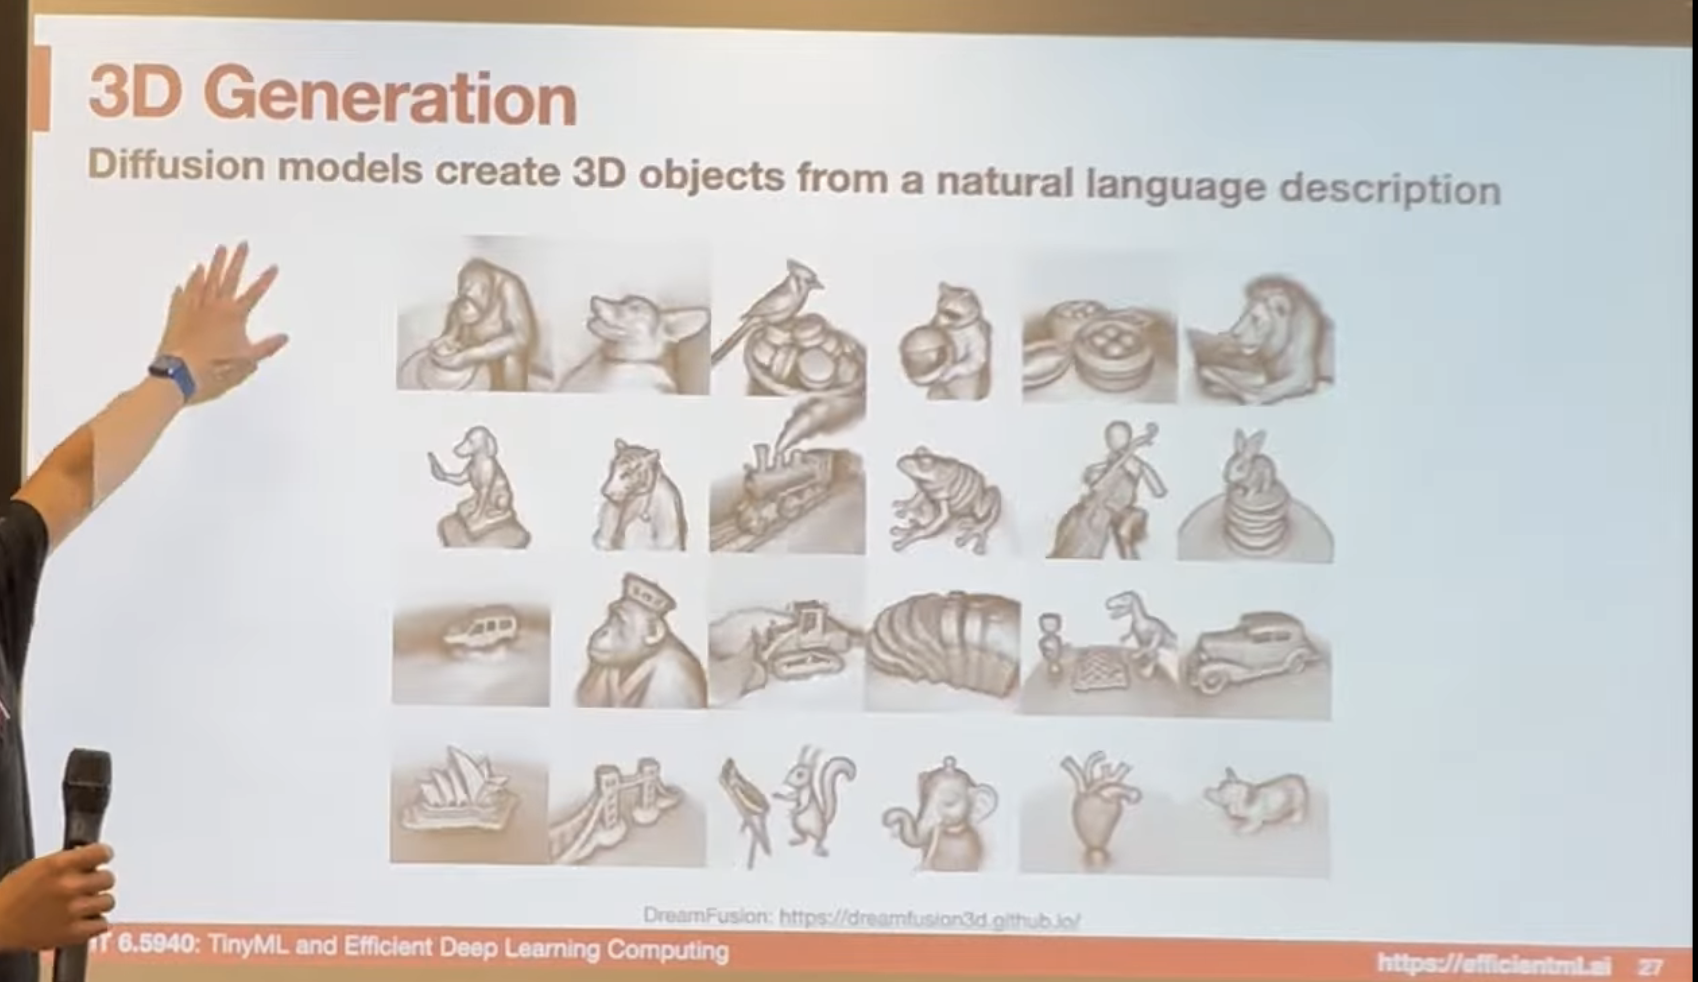 3D Generation
Diffusion models create 3D objects from a natural language description
DreamFusion: https://dreamfusion3d.github.io/
6.5940: TinyML and Efficient Deep Learning Computing
https://efficientml.ai 27